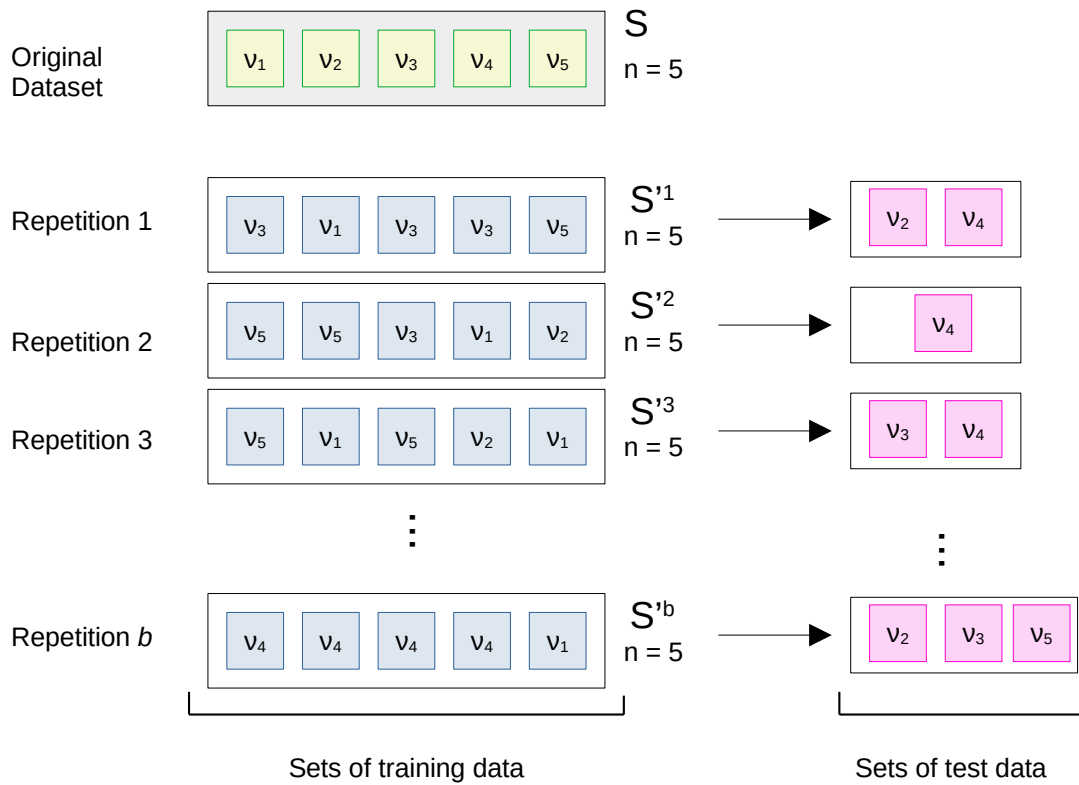 Original
Dataset
ν₁ ν₂ ν₃ ν₄ ν₅
S
n = 5
Repetition 1
ν₃ ν₁ ν₃ ν₃ ν₅
S’¹
n = 5
ν₂ ν₄
Repetition 2
ν₅ ν₅ ν₃ ν₁ ν₂
S’²
n = 5
ν₄
Repetition 3
ν₅ ν₁ ν₅ ν₂ ν₁
S’³
n = 5
ν₃ ν₄
⋮
⋮
Repetition b
ν₄ ν₄ ν₄ ν₄ ν₁
S’ᵇ
n = 5
ν₂ ν₃ ν₅
Sets of training data
Sets of test data